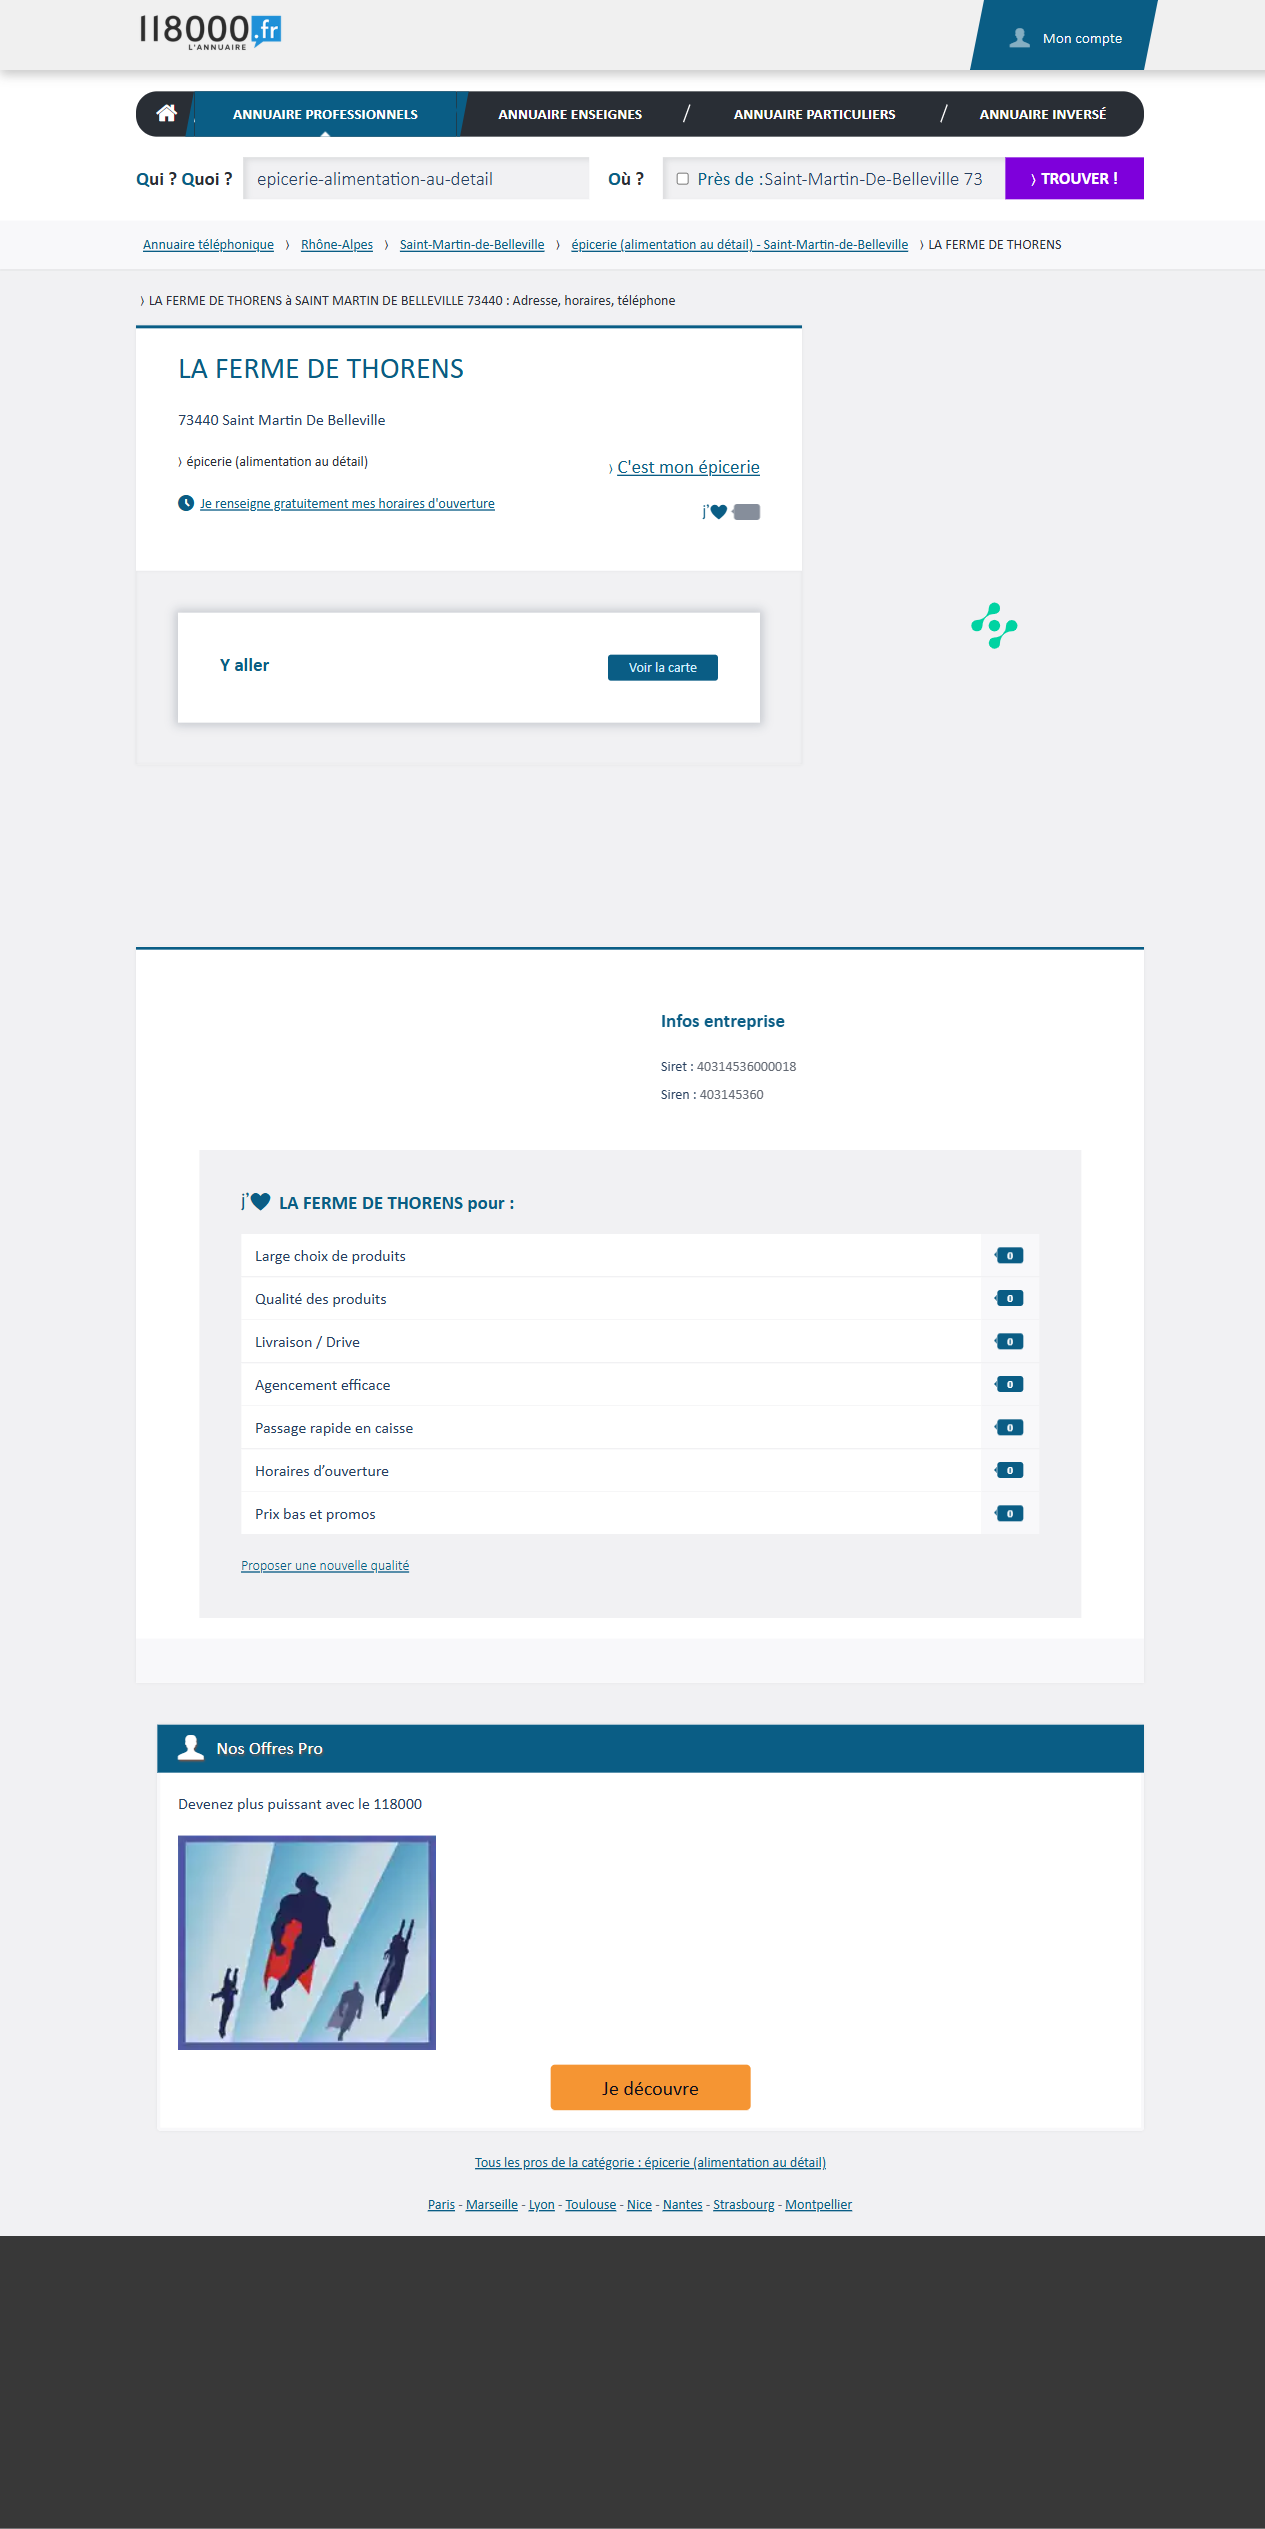 118000.fr
L'ANNUAIRE
Mon compte
ANNUAIRE PROFESSIONNELS
ANNUAIRE ENSEIGNES / ANNUAIRE PARTICULIERS / ANNUAIRE INVERSÉ
Qui ? Quoi ? epicerie-alimentation-au-detail Où ? Près de :Saint-Martin-De-Belleville 73 〉TROUVER !
Annuaire téléphonique 〉 Rhône-Alpes 〉 Saint-Martin-de-Belleville 〉 épicerie (alimentation au détail) - Saint-Martin-de-Belleville 〉LA FERME DE THORENS
〉LA FERME DE THORENS à SAINT MARTIN DE BELLEVILLE 73440 : Adresse, horaires, téléphone
LA FERME DE THORENS
73440 Saint Martin De Belleville
〉épicerie (alimentation au détail)
〉C'est mon épicerie
Je renseigne gratuitement mes horaires d'ouverture
j'
Y aller
Voir la carte
Infos entreprise
Siret : 40314536000018
Siren : 403145360
j' LA FERME DE THORENS pour :
Large choix de produits 0
Qualité des produits 0
Livraison / Drive 0
Agencement efficace 0
Passage rapide en caisse 0
Horaires d’ouverture 0
Prix bas et promos 0
Proposer une nouvelle qualité
Nos Offres Pro
Devenez plus puissant avec le 118000
Je découvre
Tous les pros de la catégorie : épicerie (alimentation au détail)
Paris - Marseille - Lyon - Toulouse - Nice - Nantes - Strasbourg - Montpellier